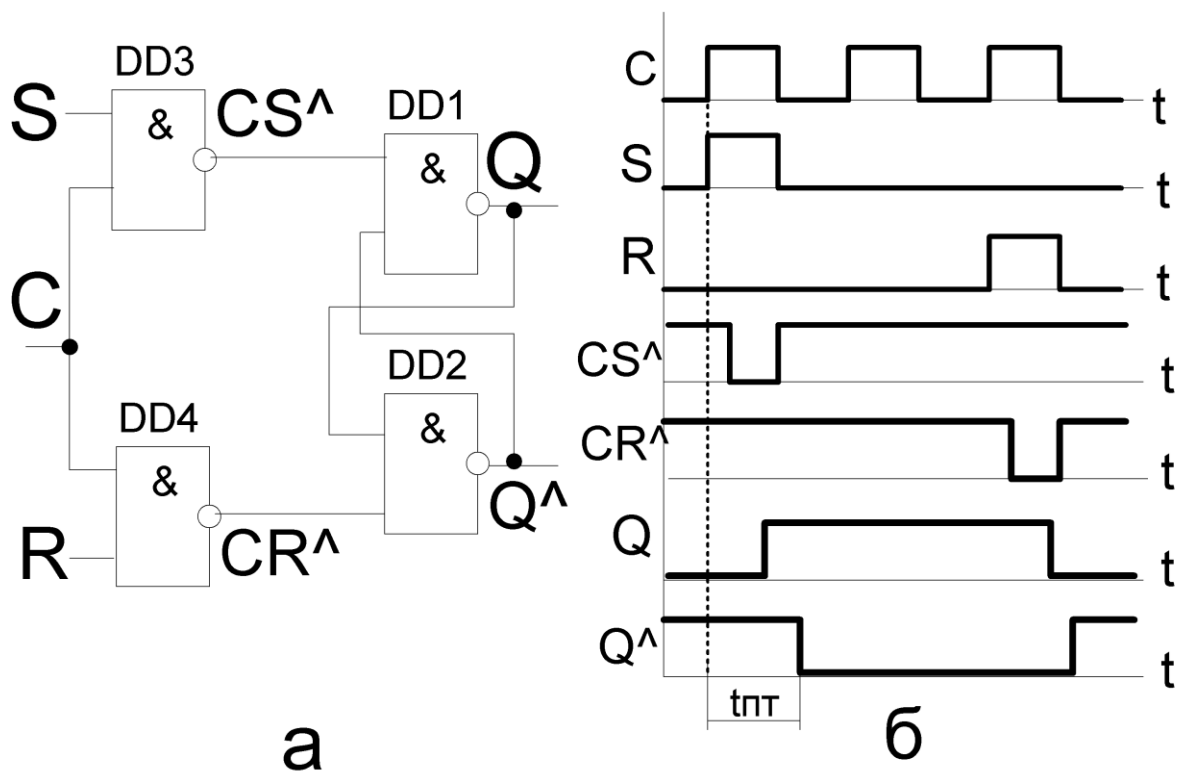 DD3
S
&
CS^
DD1
&
Q
C
DD2
&
Q^
DD4
&
R
CR^
а
C
t
S
t
R
t
CS^
t
CR^
t
Q
t
Q^
t
tпт
б